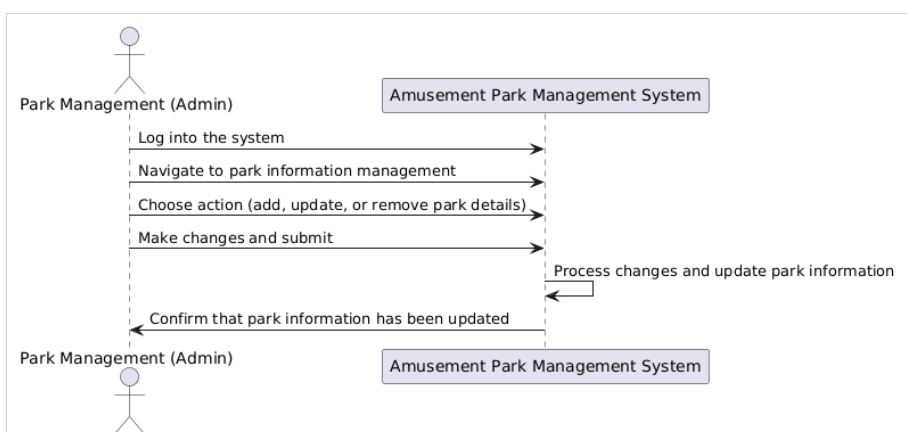 Park Management (Admin)
Amusement Park Management System
Log into the system
Navigate to park information management
Choose action (add, update, or remove park details)
Make changes and submit
Process changes and update park information
Confirm that park information has been updated
Park Management (Admin)
Amusement Park Management System